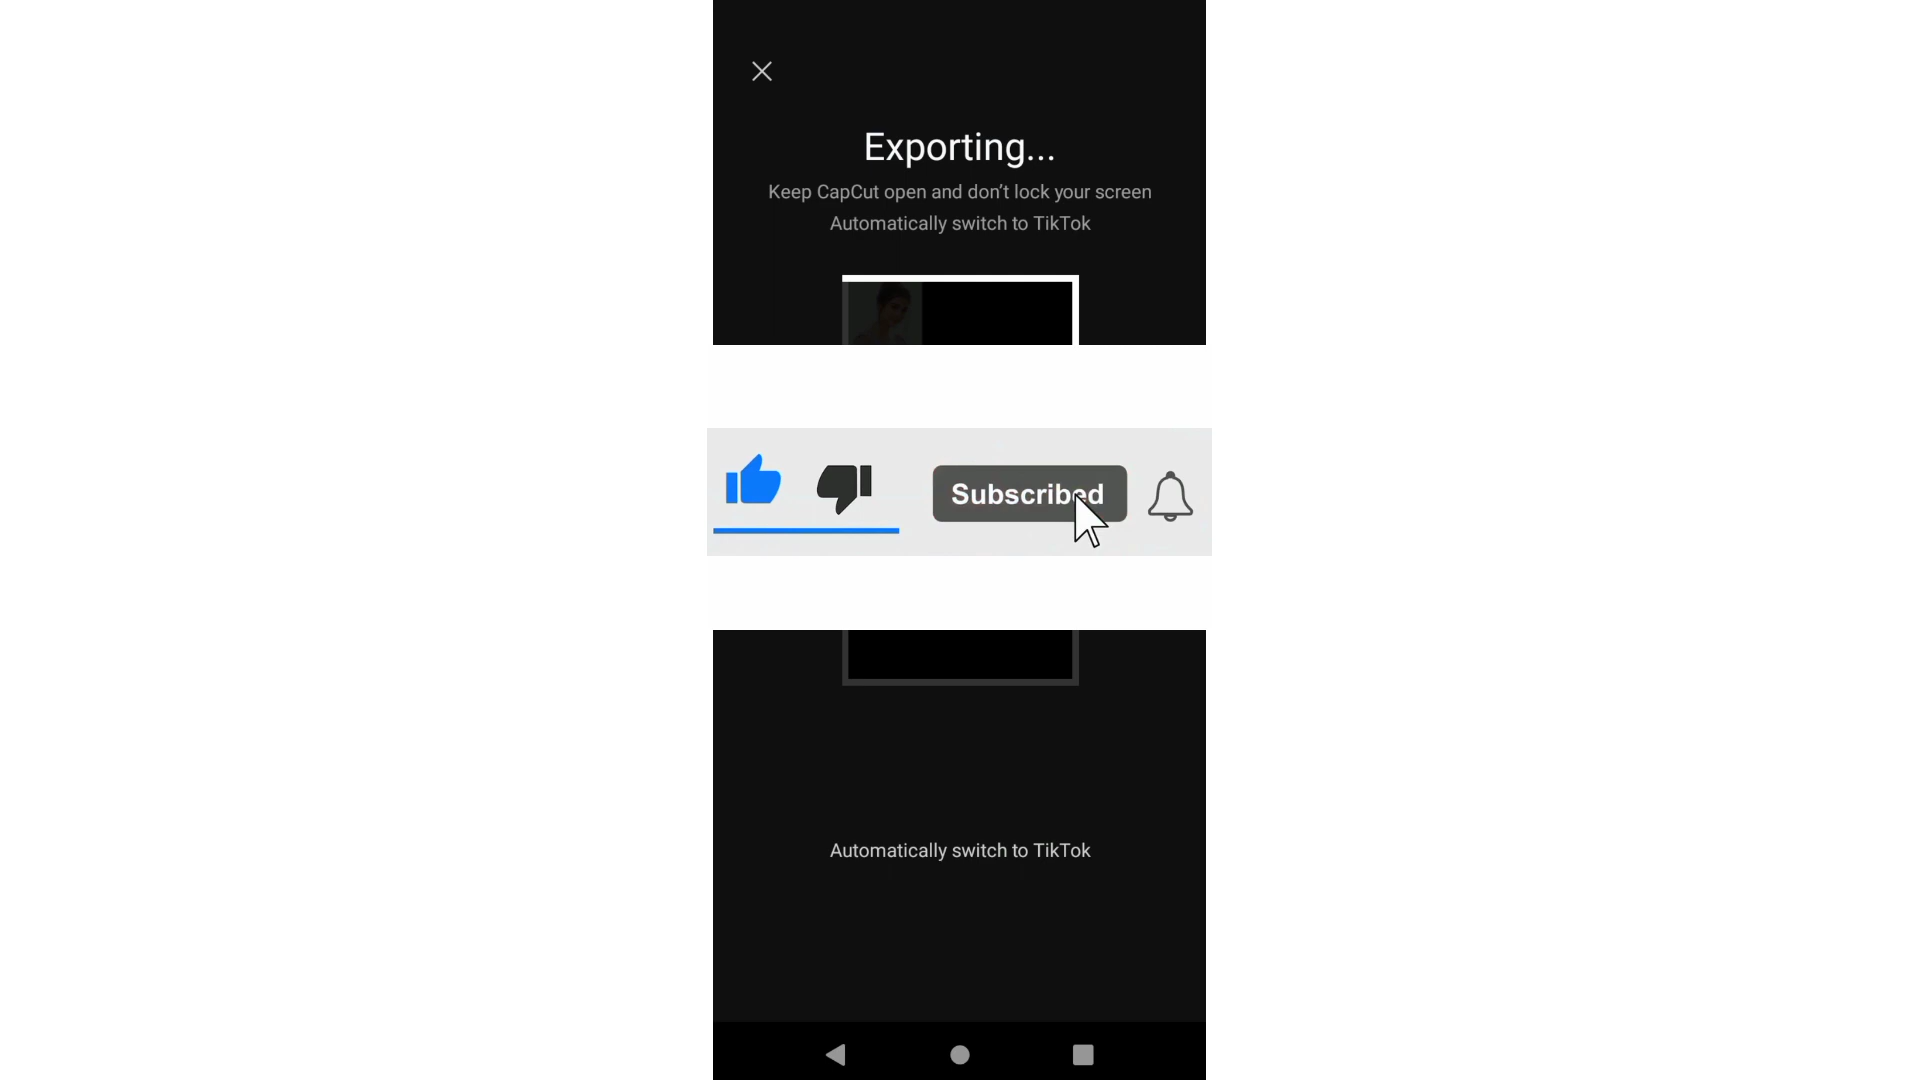 Exporting...
Keep CapCut open and don't lock your screen
Automatically switch to TikTok
Subscribed
Automatically switch to TikTok